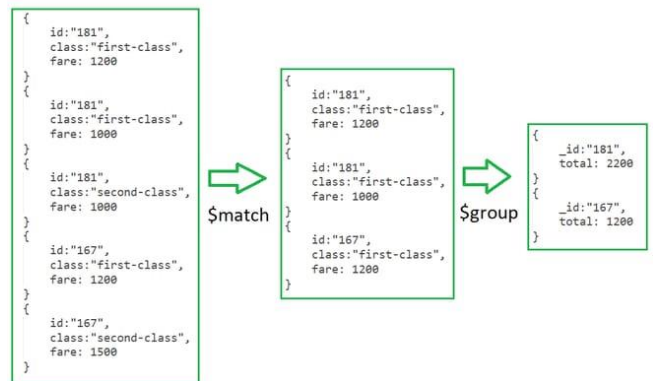 {
id:"181",
class:"first-class",
fare: 1200
}
{
id:"181",
class:"first-class",
fare: 1000
}
{
id:"181",
class:"second-class",
fare: 1000
}
{
id:"167",
class:"first-class",
fare: 1200
}
{
id:"167",
class:"second-class",
fare: 1500
}
$match
{
id:"181",
class:"first-class",
fare: 1200
}
{
id:"181",
class:"first-class",
fare: 1000
}
{
id:"167",
class:"first-class",
fare: 1200
}
$group
{
_id:"181",
total: 2200
}
{
_id:"167",
total: 1200
}